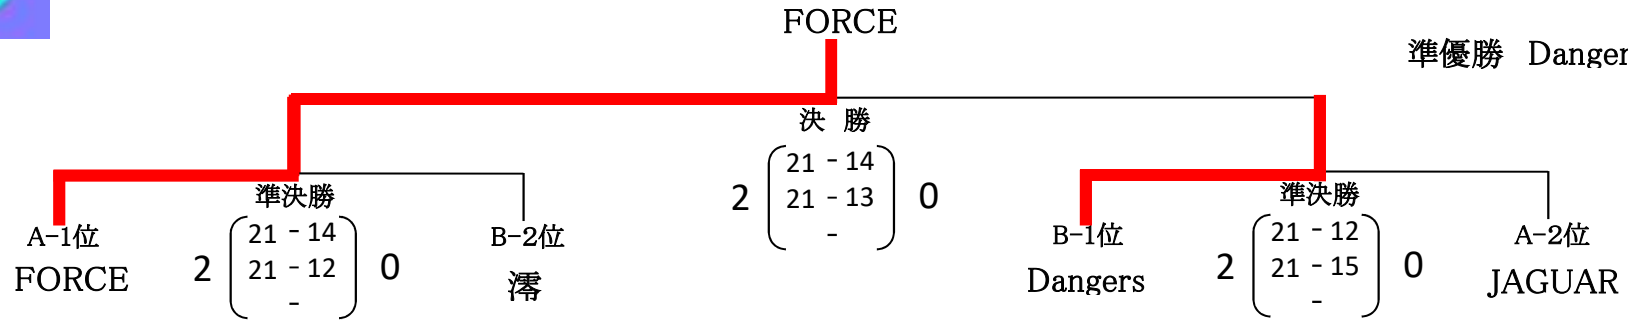 FORCE
準優勝 Danger
決 勝
2 21 - 14 0
21 - 13
-
準決勝
2 21 - 14 0
21 - 12
-
A-1位
FORCE
B-2位
澪
準決勝
2 21 - 12 0
21 - 15
-
B-1位
Dangers
A-2位
JAGUAR